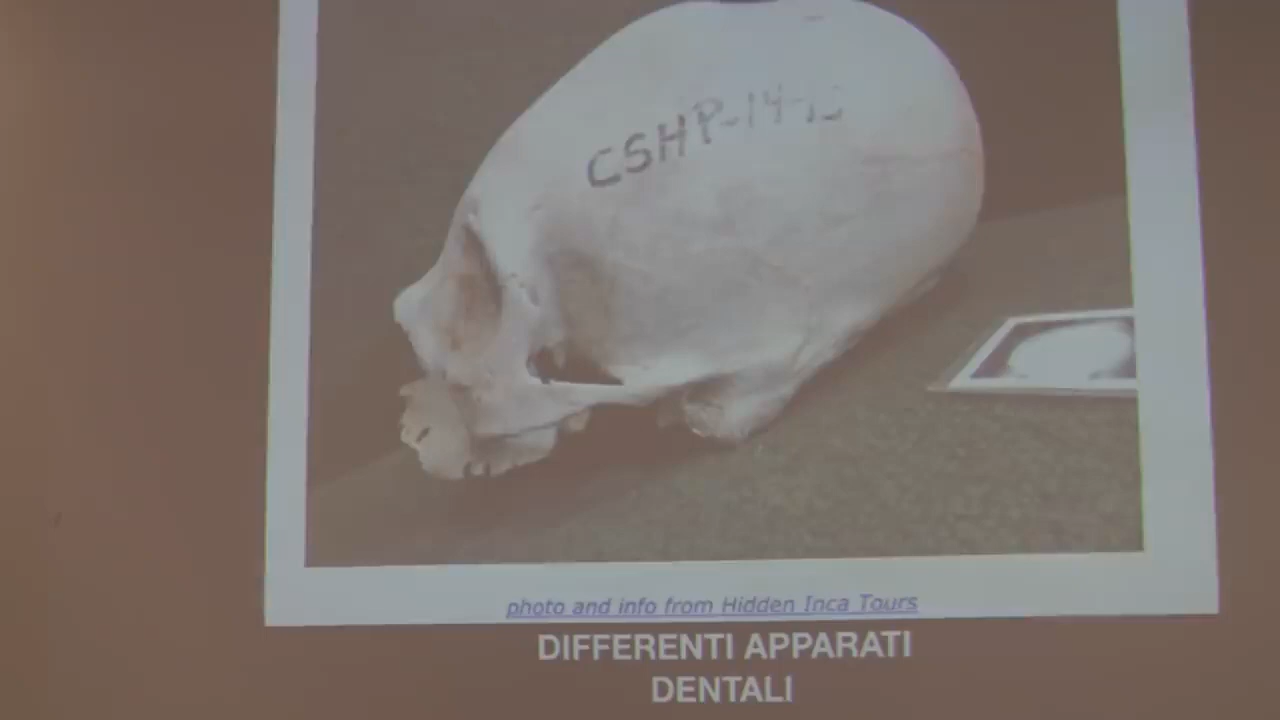 CSHP-14-
photo and info from Hidden Inca Tours
DIFFERENTI APPARATI
DENTALI